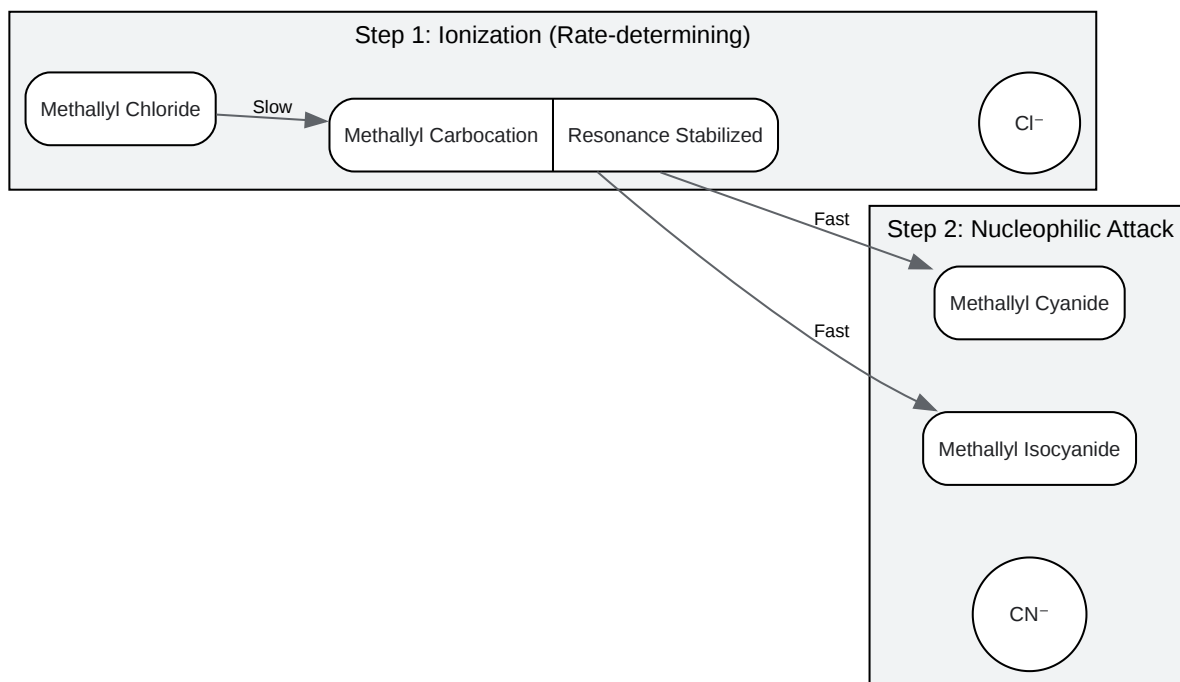 Step 1: Ionization (Rate-determining)
Methallyl Chloride
Slow
Methallyl Carbocation
Resonance Stabilized
Cl⁻
Fast
Step 2: Nucleophilic Attack
Methallyl Cyanide
Fast
Methallyl Isocyanide
CN⁻